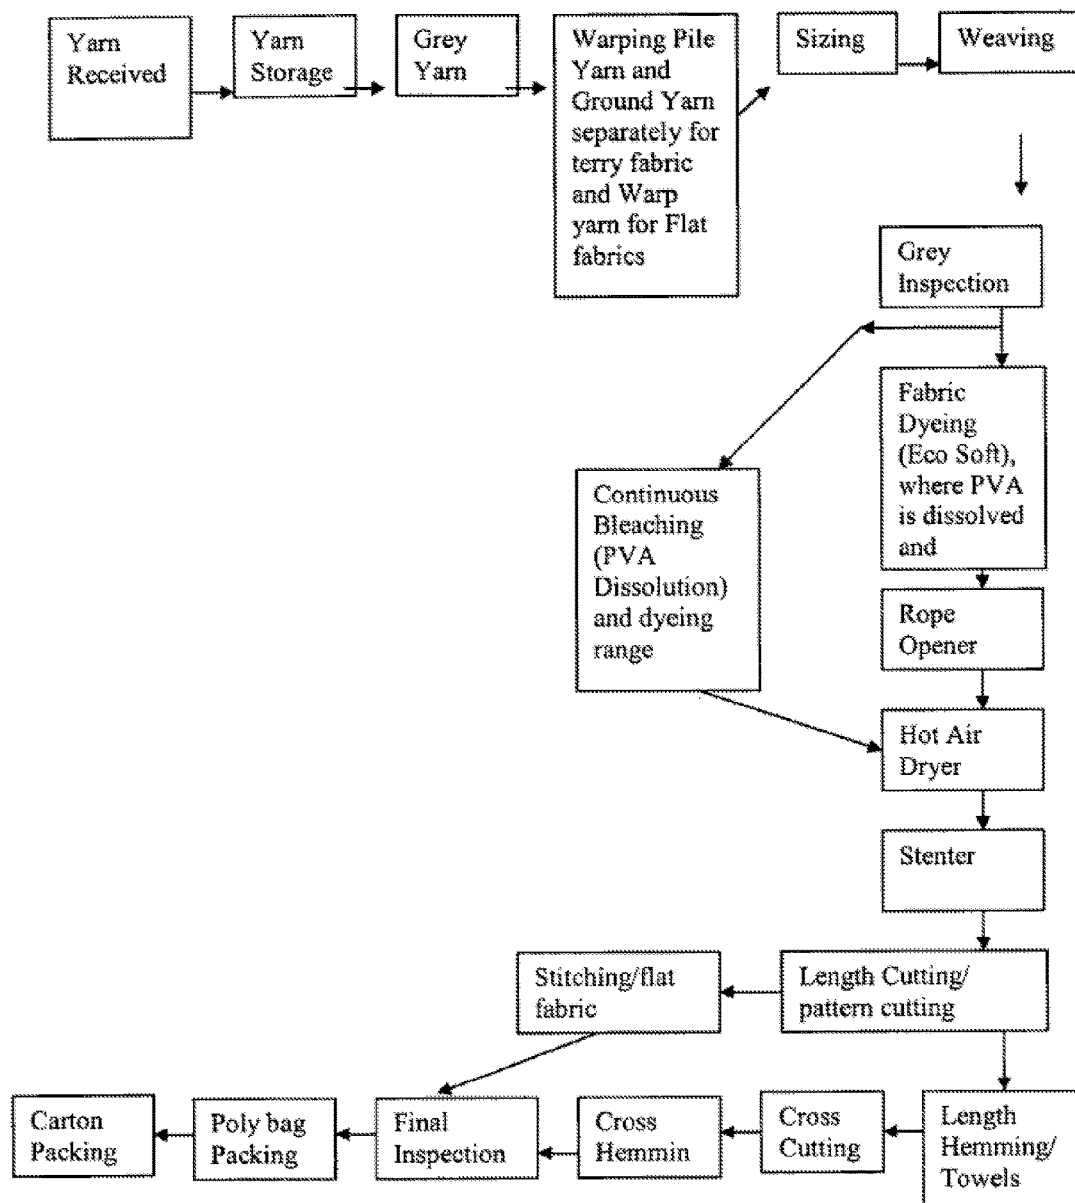 Yarn
Received
Yarn
Storage
Grey
Yarn
Warping Pile
Yarn and
Ground Yarn
separately for
terry fabric
and Warp
yarn for Flat
fabrics
Sizing
Weaving
Grey
Inspection
Fabric
Dyeing
(Eco Soft),
where PVA
is dissolved
and
Continuous
Bleaching
(PVA
Dissolution)
and dyeing
range
Rope
Opener
Hot Air
Dryer
Stenter
Length Cutting/
pattern cutting
Stitching/flat
fabric
Length
Hemming/
Towels
Cross
Cutting
Cross
Hemmin
Final
Inspection
Poly bag
Packing
Carton
Packing